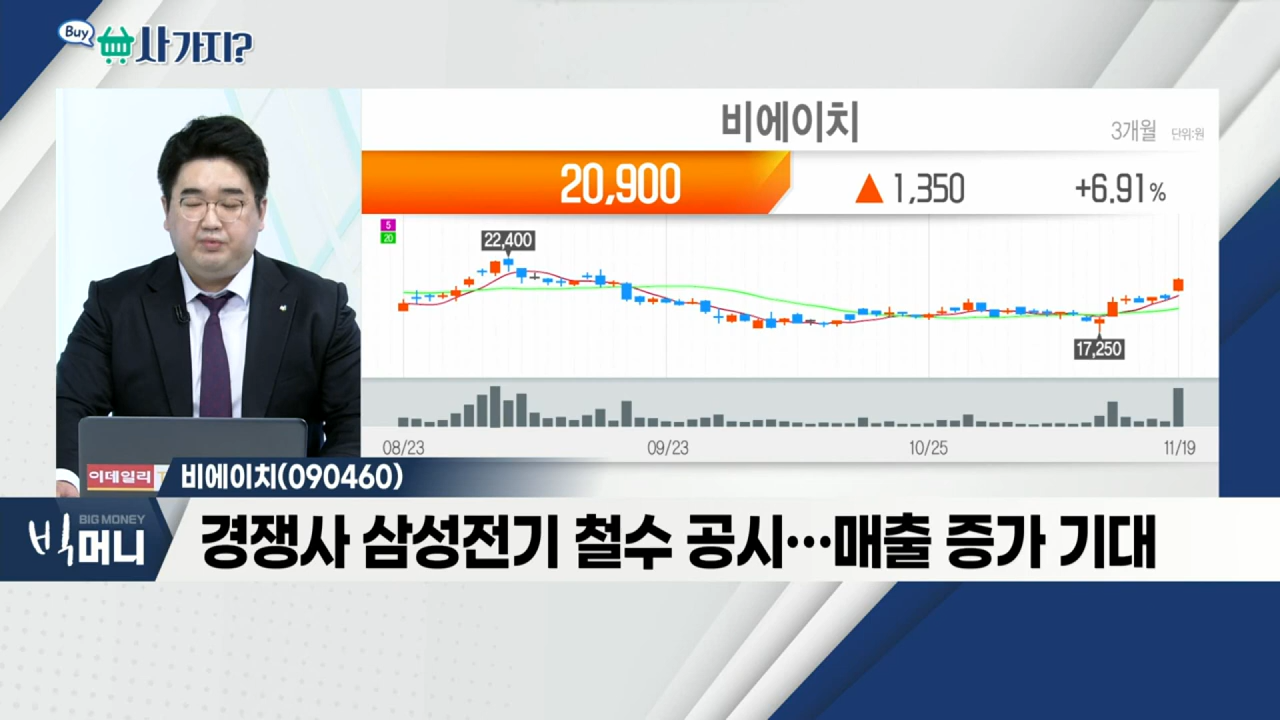 Buy
사가지?
비에이치
3개월 단위:원
20,900 ▲ 1,350 +6.91%
5
20
22,400
17,250
08/23 09/23 10/25 11/19
이데일리
비에이치(090460)
BIG MONEY
빅머니
경쟁사 삼성전기 철수 공시…매출 증가 기대